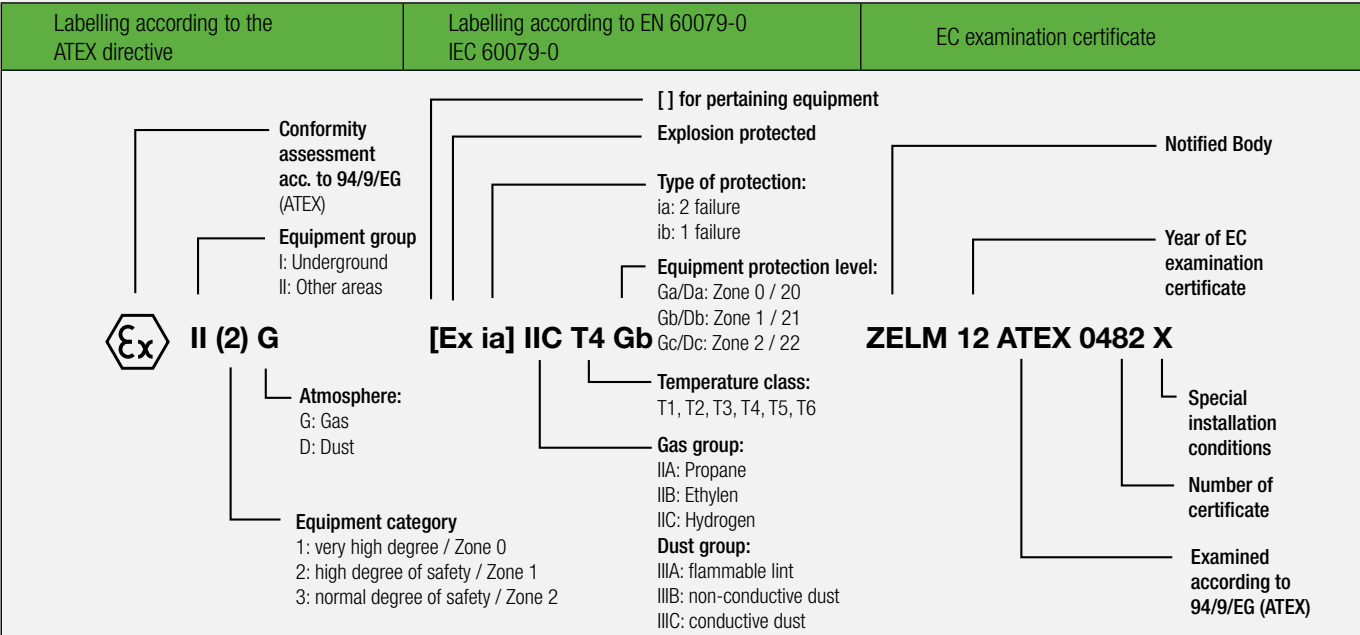 Labelling according to the
ATEX directive
Labelling according to EN 60079-0
IEC 60079-0
EC examination certificate
Conformity
assessment
acc. to 94/9/EG
(ATEX)
Equipment group
I: Underground
II: Other areas
Ex II (2) G
Atmosphere:
G: Gas
D: Dust
Equipment category
1: very high degree / Zone 0
2: high degree of safety / Zone 1
3: normal degree of safety / Zone 2
[ ] for pertaining equipment
Explosion protected
Type of protection:
ia: 2 failure
ib: 1 failure
Equipment protection level:
Ga/Da: Zone 0 / 20
Gb/Db: Zone 1 / 21
Gc/Dc: Zone 2 / 22
[Ex ia] IIC T4 Gb
Temperature class:
T1, T2, T3, T4, T5, T6
Gas group:
IIA: Propane
IIB: Ethylen
IIC: Hydrogen
Dust group:
IIIA: flammable lint
IIIB: non-conductive dust
IIIC: conductive dust
Notified Body
Year of EC
examination
certificate
ZELM 12 ATEX 0482 X
Special
installation
conditions
Number of
certificate
Examined
according to
94/9/EG (ATEX)